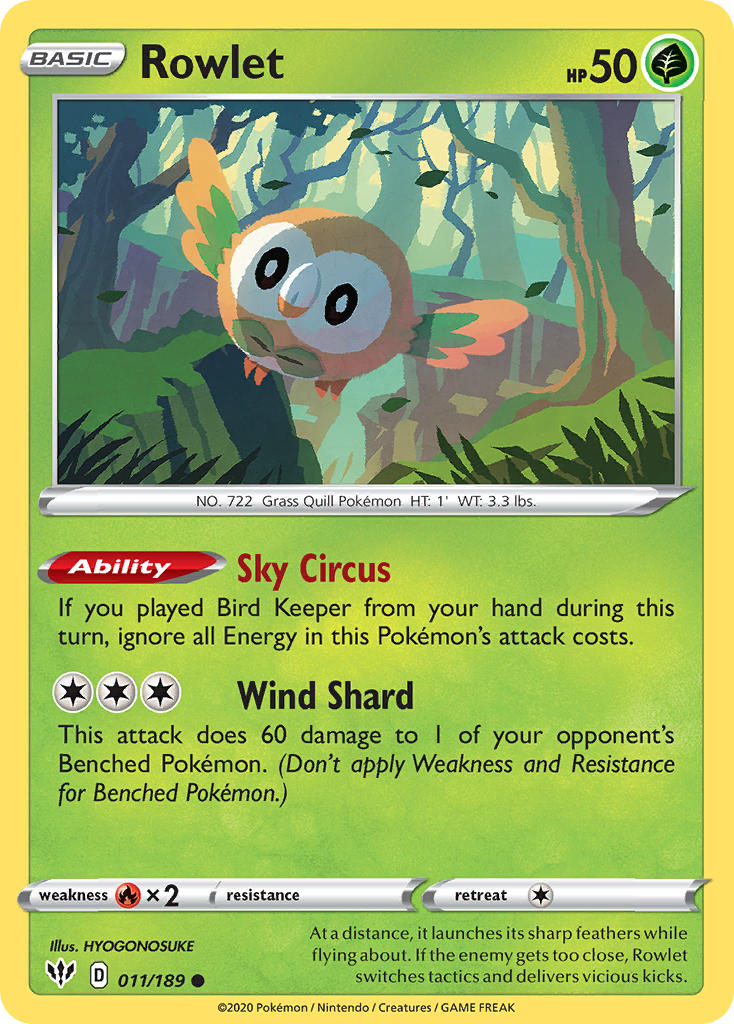 BASIC Rowlet HP50
NO. 722 Grass Quill Pokémon HT: 1' WT: 3.3 lbs.
Ability Sky Circus
If you played Bird Keeper from your hand during this
turn, ignore all Energy in this Pokémon's attack costs.
Wind Shard
This attack does 60 damage to 1 of your opponent's
Benched Pokémon. (Don't apply Weakness and Resistance
for Benched Pokémon.)
weakness ×2 resistance retreat
Illus. HYOGONOSUKE
D 011/189
At a distance, it launches its sharp feathers while
flying about. If the enemy gets too close, Rowlet
switches tactics and delivers vicious kicks.
©2020 Pokémon / Nintendo / Creatures / GAME FREAK